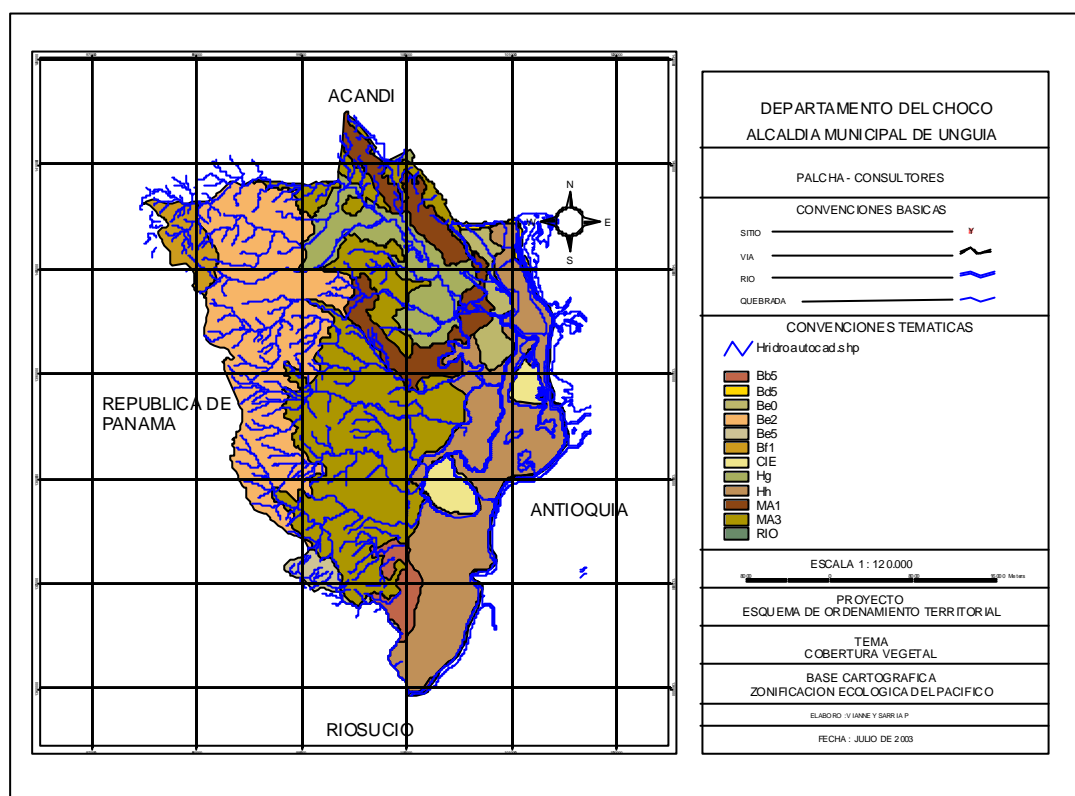 ACANDI
N
E
S
REPUBLICA DE
PANAMA
ANTIOQUIA
RIOSUCIO
DEPARTAMENTO DEL CHOCO
ALCALDIA MUNICIPAL DE UNGUIA
PALCHA - CONSULTORES
CONVENCIONES BASICAS
SITIO
VIA
RIO
QUEBRADA
CONVENCIONES TEMATICAS
Hridroautocad.shp
Bb5
Bd5
Be0
Be2
Be5
Bf1
CIE
Hg
Hh
MA1
MA3
RIO
ESCALA 1 : 120.000
PROYECTO
ESQUEMA DE ORDENAMIENTO TERRITORIAL
TEMA
COBERTURA VEGETAL
BASE CARTOGRAFICA
ZONIFICACION ECOLOGICA DEL PACIFICO
ELABORO : VIANNEY SARRIA P
FECHA : JULIO DE 2003